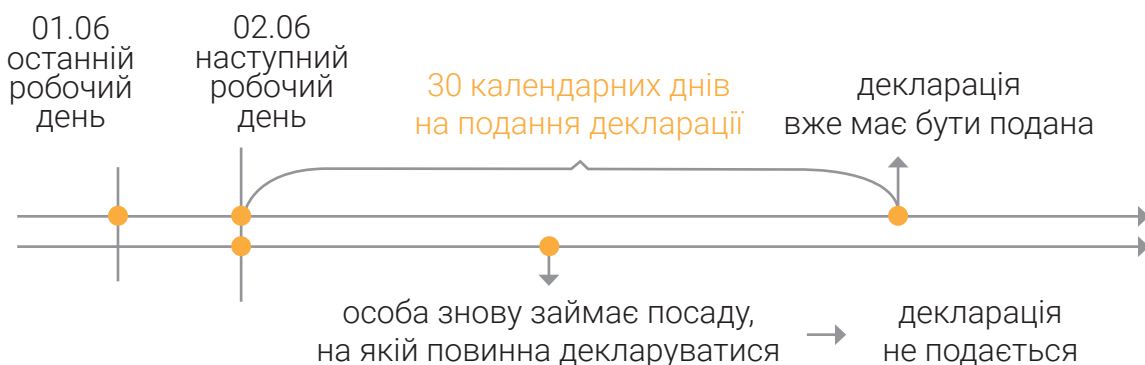 01.06
останній
робочий
день
02.06
наступний
робочий
день
30 календарних днів
на подання декларації
декларація
вже має бути подана
особа знову займає посаду,
на якій повинна декларуватися
декларація
не подається